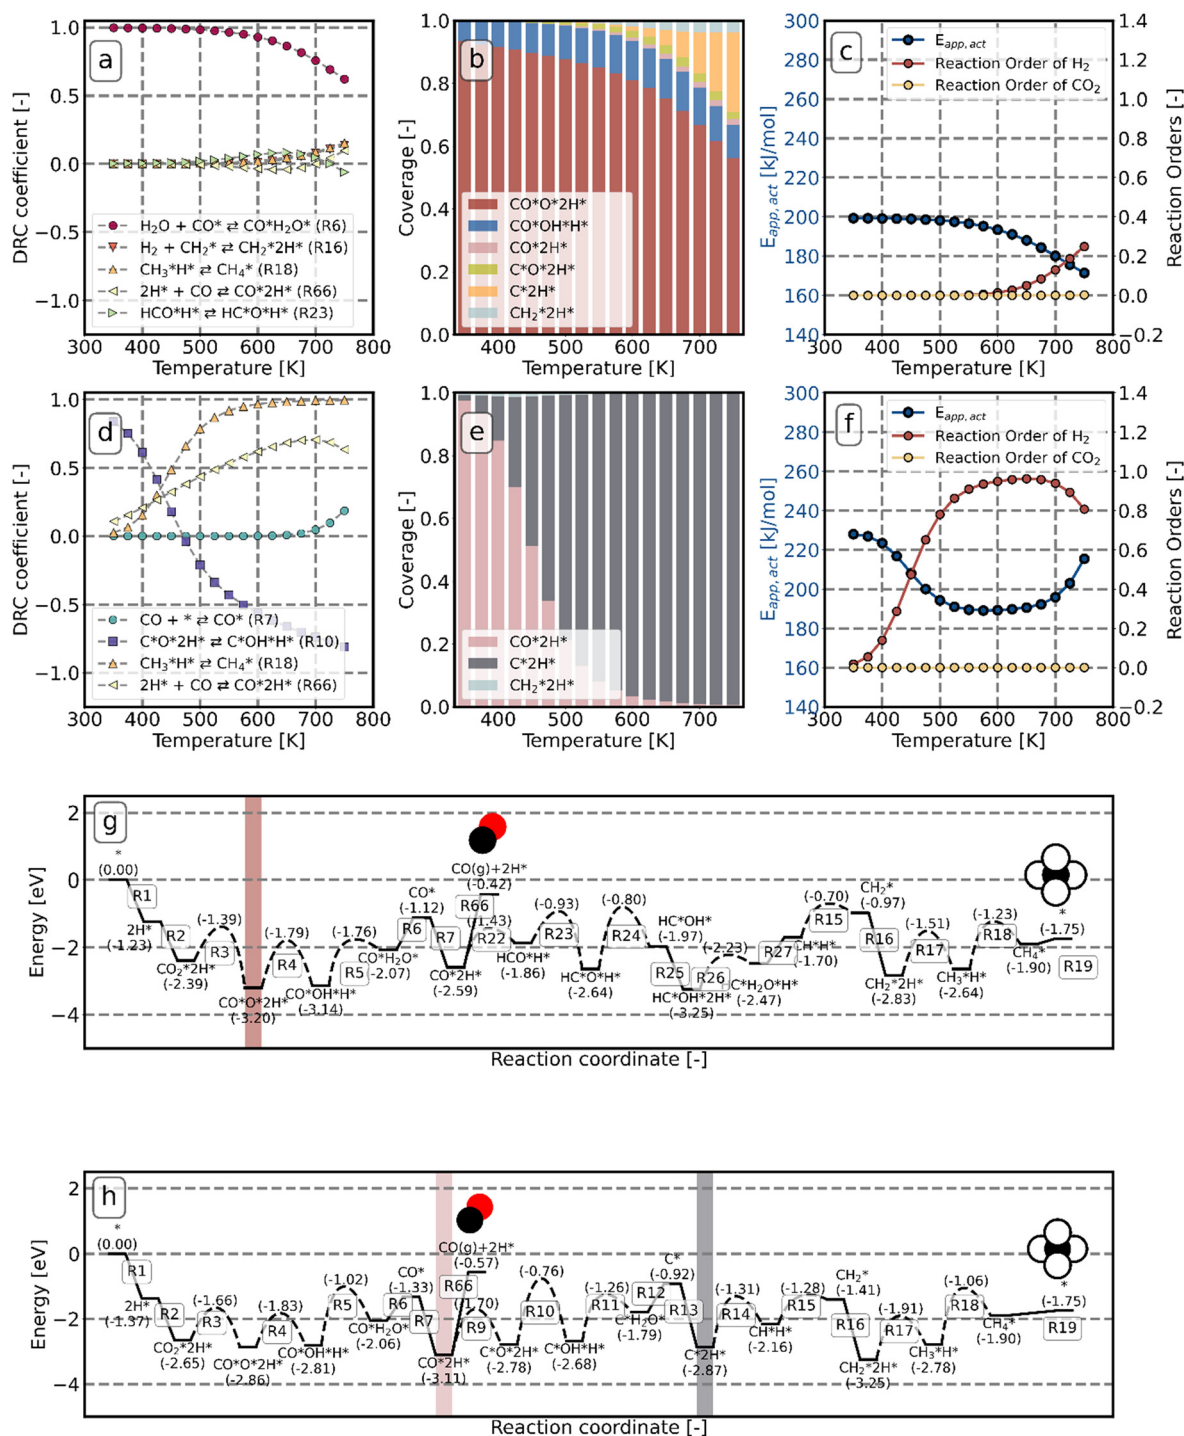 a
DRC coefficient [-]
1.0
0.5
0.0
−0.5
−1.0
H₂O + CO* ⇄ CO*H₂O* (R6)
H₂ + CH₂* ⇄ CH₂*2H* (R16)
CH₃*H* ⇄ CH₄* (R18)
2H* + CO ⇄ CO*2H* (R66)
HCO*H* ⇄ HC*O*H* (R23)
300 400 500 600 700 800
Temperature [K]
b
Coverage [-]
1.0
0.8
0.6
0.4
0.2
0.0
CO*O*2H*
CO*OH*H*
CO*2H*
C*O*2H*
C*2H*
CH₂*2H*
400 500 600 700
Temperature [K]
c
Eapp,act [kJ/mol]
300
280
260
240
220
200
180
160
140
Eapp,act
Reaction Order of H₂
Reaction Order of CO₂
1.4
1.2
1.0
0.8
0.6
0.4
0.2
0.0
−0.2
Reaction Orders [-]
300 400 500 600 700 800
Temperature [K]
d
DRC coefficient [-]
1.0
0.5
0.0
−0.5
−1.0
CO + * ⇄ CO* (R7)
C*O*2H* ⇄ C*OH*H* (R10)
CH₃*H* ⇄ CH₄* (R18)
2H* + CO ⇄ CO*2H* (R66)
300 400 500 600 700 800
Temperature [K]
e
Coverage [-]
1.0
0.8
0.6
0.4
0.2
0.0
CO*2H*
C*2H*
CH₂*2H*
400 500 600 700
Temperature [K]
f
Eapp,act [kJ/mol]
300
280
260
240
220
200
180
160
140
Eapp,act
Reaction Order of H₂
Reaction Order of CO₂
1.4
1.2
1.0
0.8
0.6
0.4
0.2
0.0
−0.2
Reaction Orders [-]
300 400 500 600 700 800
Temperature [K]
g
Energy [eV]
2
0
−2
−4
*
(0.00)
R1
2H*
(-1.23)
R2
CO₂*2H*
(-2.39)
(-1.39)
R3
CO*O*2H*
(-3.20)
(-1.79)
R4
CO*OH*H*
(-3.14)
(-1.76)
R5
CO*H₂O*
(-2.07)
R6
CO*
(-1.12)
R7
CO*2H*
(-2.59)
R66
CO(g)+2H*
(-0.42)
(-1.43)
R22
HCO*H*
(-1.86)
(-0.93)
R23
HC*O*H*
(-2.64)
(-0.80)
R24
HC*OH*
(-1.97)
R25
HC*OH*2H*
(-3.25)
(-2.23)
R26
C*H₂O*H*
(-2.47)
R27
CH*H*
(-1.70)
(-0.70)
R15
CH₂*
(-0.97)
R16
CH₂*2H*
(-2.83)
(-1.51)
R17
CH₃*H*
(-2.64)
(-1.23)
R18
CH₄*
(-1.90)
*
(-1.75)
R19
Reaction coordinate [-]
h
Energy [eV]
2
0
−2
−4
*
(0.00)
R1
2H*
(-1.37)
R2
CO₂*2H*
(-2.65)
(-1.66)
R3
CO*O*2H*
(-2.86)
(-1.83)
R4
CO*OH*H*
(-2.81)
(-1.02)
R5
CO*H₂O*
(-2.06)
R6
CO*
(-1.33)
R7
CO*2H*
(-3.11)
R66
CO(g)+2H*
(-0.57)
(-1.70)
R9
C*O*2H*
(-2.78)
(-0.76)
R10
C*OH*H*
(-2.68)
(-1.26)
R11
C*H₂O*
(-1.79)
R12
C*
(-0.92)
R13
C*2H*
(-2.87)
(-1.31)
R14
CH*H*
(-2.16)
(-1.28)
R15
CH₂*
(-1.41)
R16
CH₂*2H*
(-3.25)
(-1.91)
R17
CH₃*H*
(-2.78)
(-1.06)
R18
CH₄*
(-1.90)
*
(-1.75)
R19
Reaction coordinate [-]